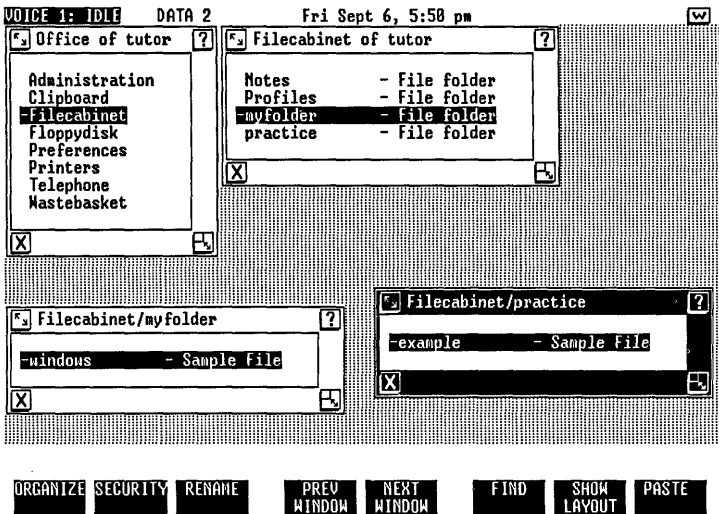 VOICE 1: IDLE DATA 2 Fri Sept 6, 5:50 pm W
Office of tutor ?
Administration
Clipboard
-Filecabinet
Floppydisk
Preferences
Printers
Telephone
Wastebasket
X
Filecabinet of tutor ?
Notes - File folder
Profiles - File folder
-myfolder - File folder
practice - File folder
X
Filecabinet/myfolder ?
-windows - Sample File
X
Filecabinet/practice ?
-example - Sample File
X
ORGANIZE SECURITY RENAME PREV WINDOW NEXT WINDOW FIND SHOW LAYOUT PASTE